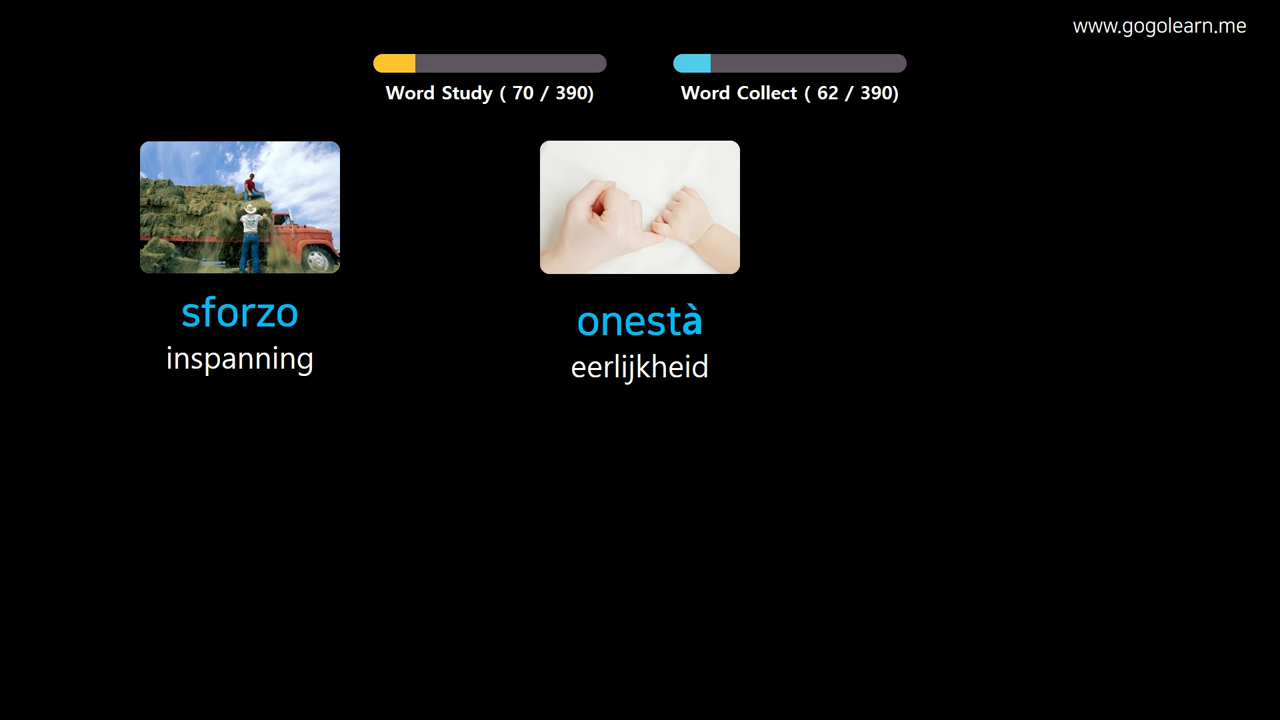 www.gogolearn.me
Word Study ( 70 / 390)
Word Collect ( 62 / 390)
sforzo
inspanning
onestà
eerlijkheid